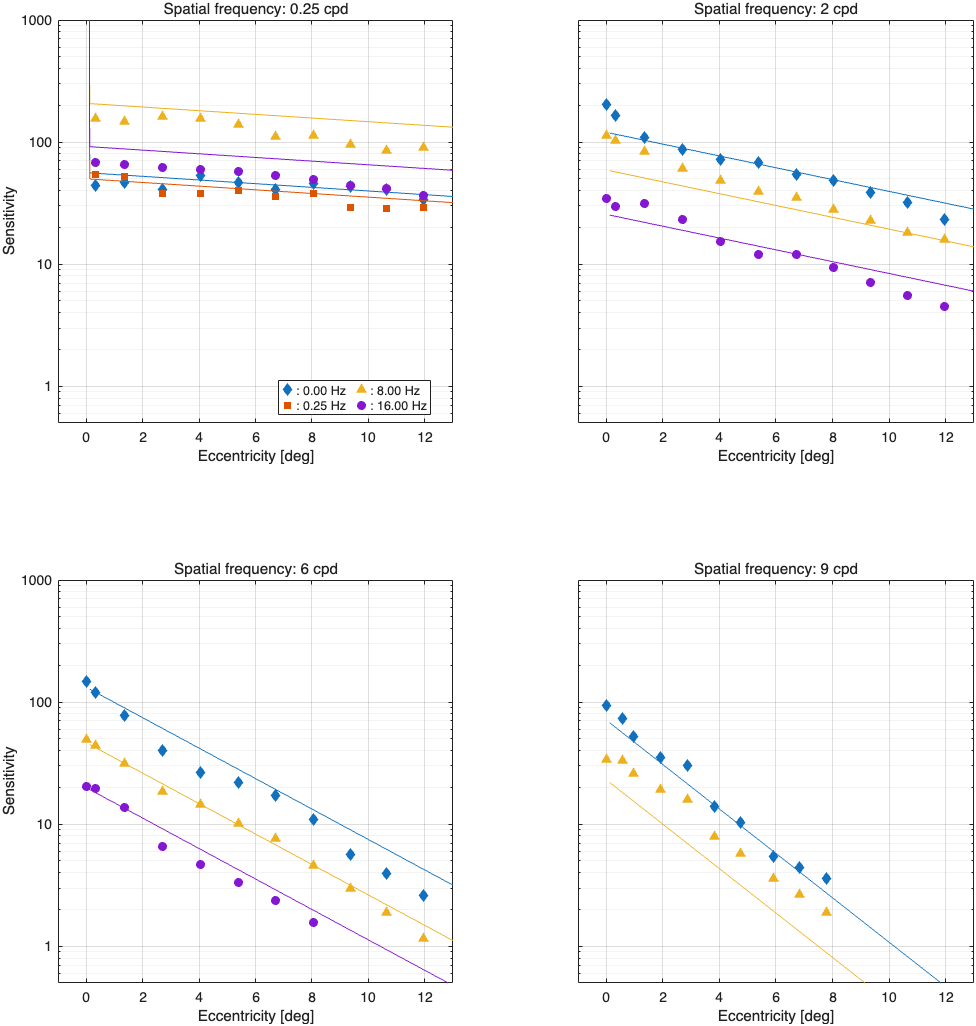 Spatial frequency: 0.25 cpd
1000
100
10
1
Sensitivity
: 0.00 Hz : 8.00 Hz
: 0.25 Hz : 16.00 Hz
0 2 4 6 8 10 12
Eccentricity [deg]
Spatial frequency: 2 cpd
0 2 4 6 8 10 12
Eccentricity [deg]
Spatial frequency: 6 cpd
1000
100
10
1
Sensitivity
0 2 4 6 8 10 12
Eccentricity [deg]
Spatial frequency: 9 cpd
0 2 4 6 8 10 12
Eccentricity [deg]